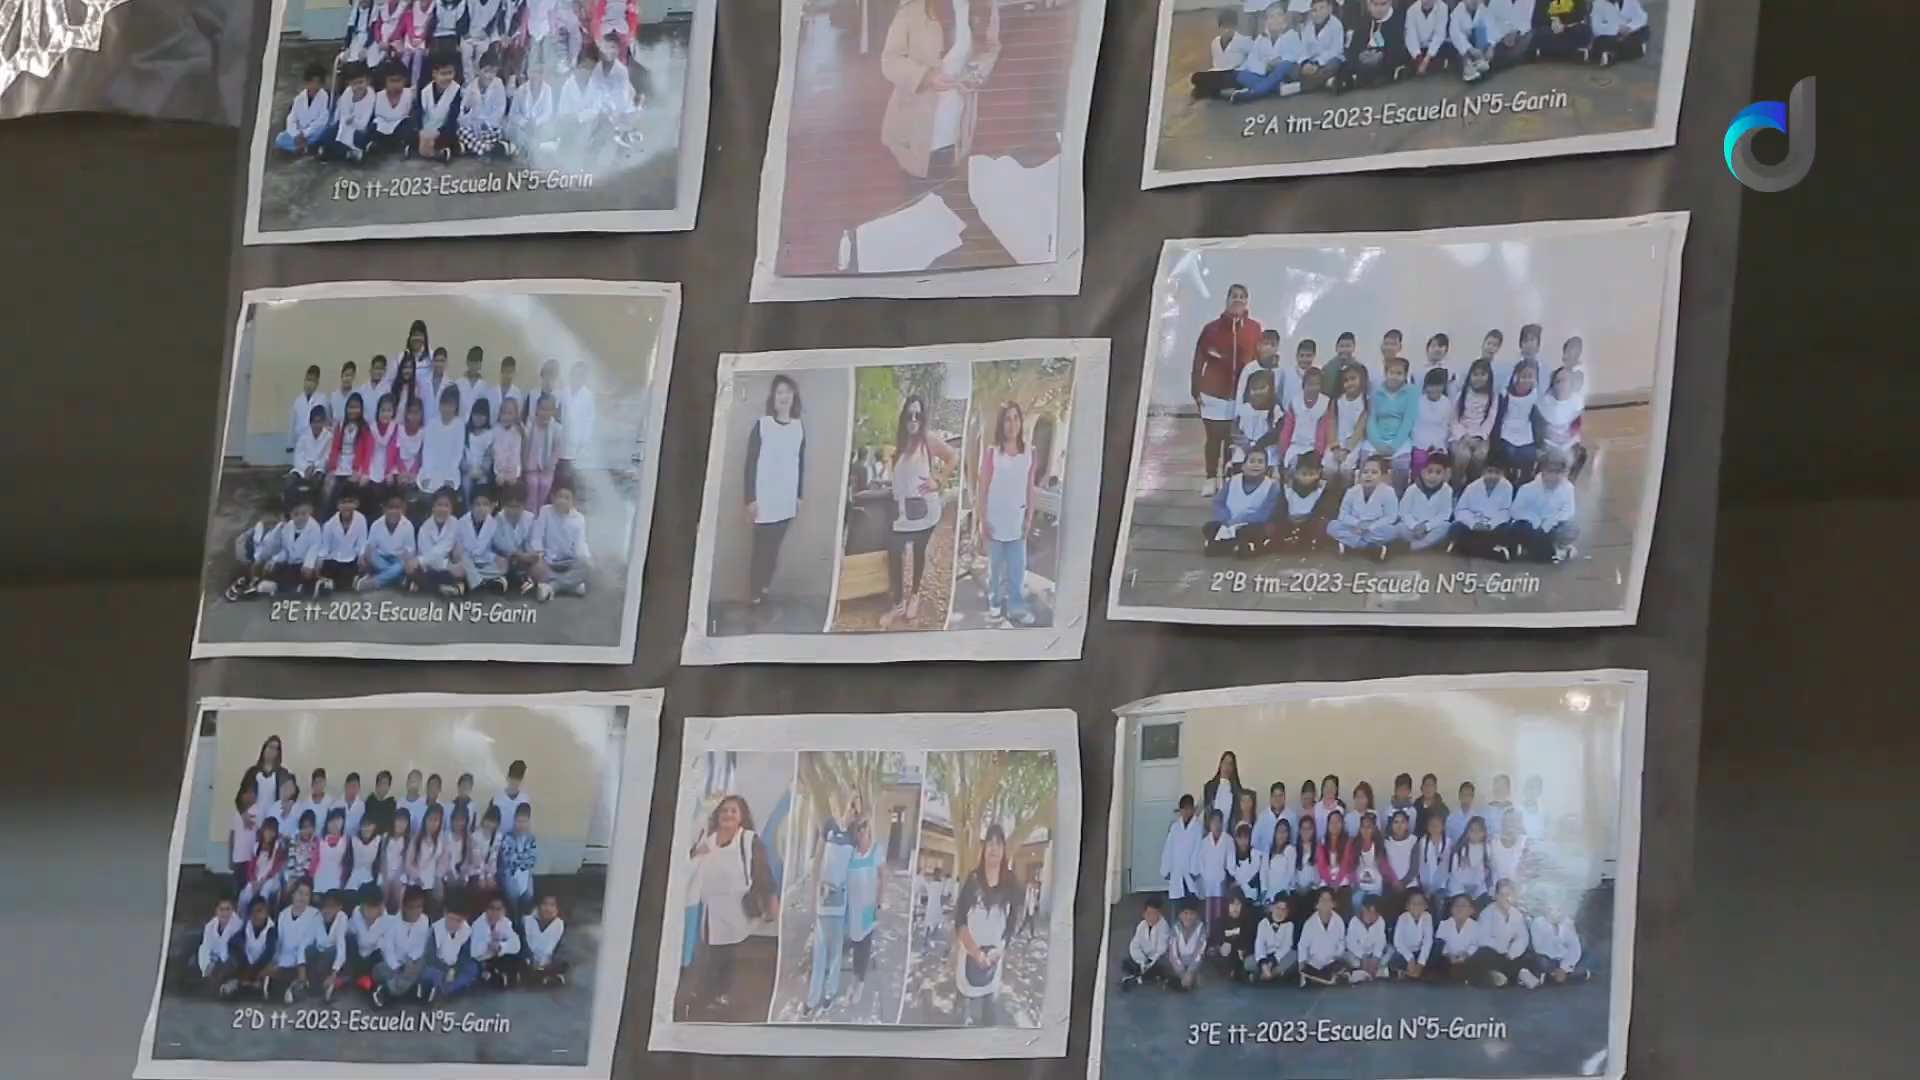 1°D tt-2023-Escuela N°5-Garin
2°A tm-2023-Escuela N°5-Garin
2°E tt-2023-Escuela N°5-Garin
2°B tm-2023-Escuela N°5-Garin
2°D tt-2023-Escuela N°5-Garin
3°E tt-2023-Escuela N°5-Garin